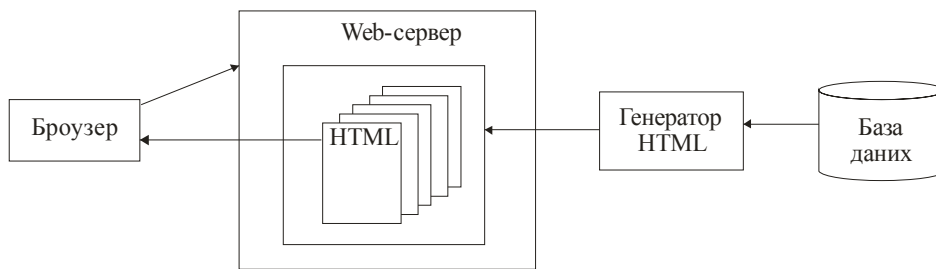 Web-сервер
Броузер
HTML
Генератор
HTML
База
даних